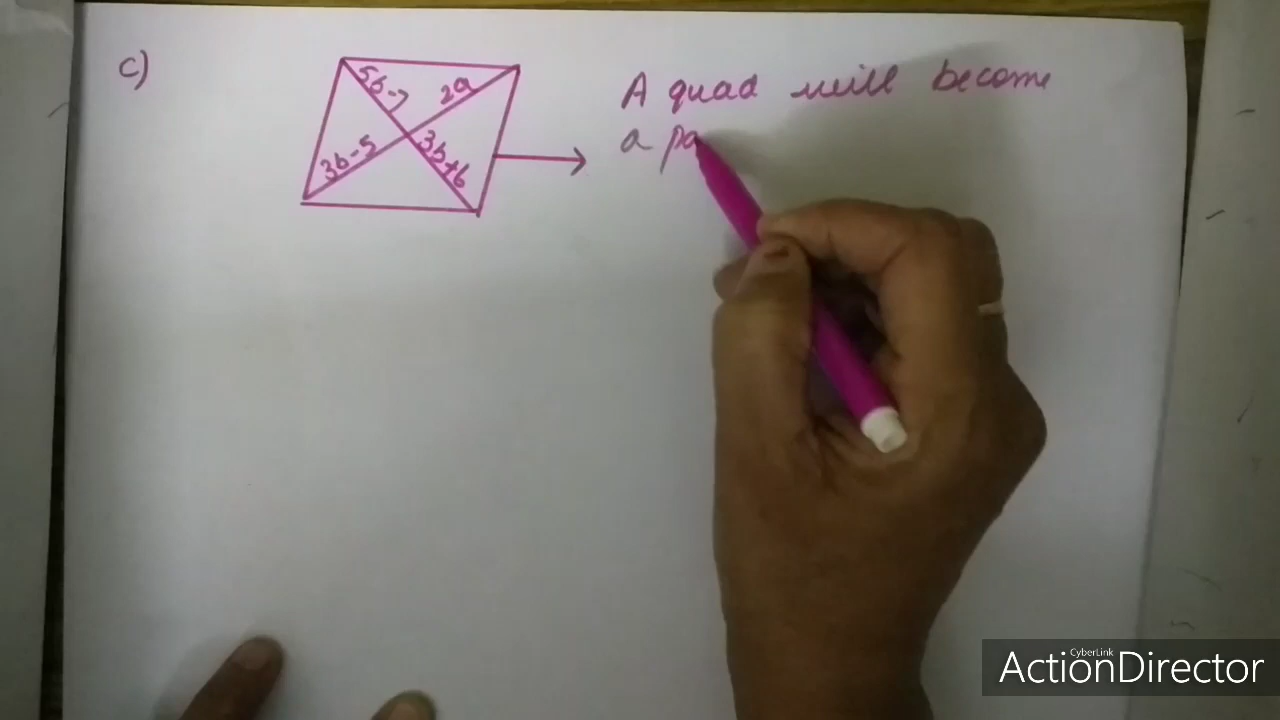 c)
5b-7
2a
3b-5
3b+6
A quad will become
a pa
CyberLink
ActionDirector